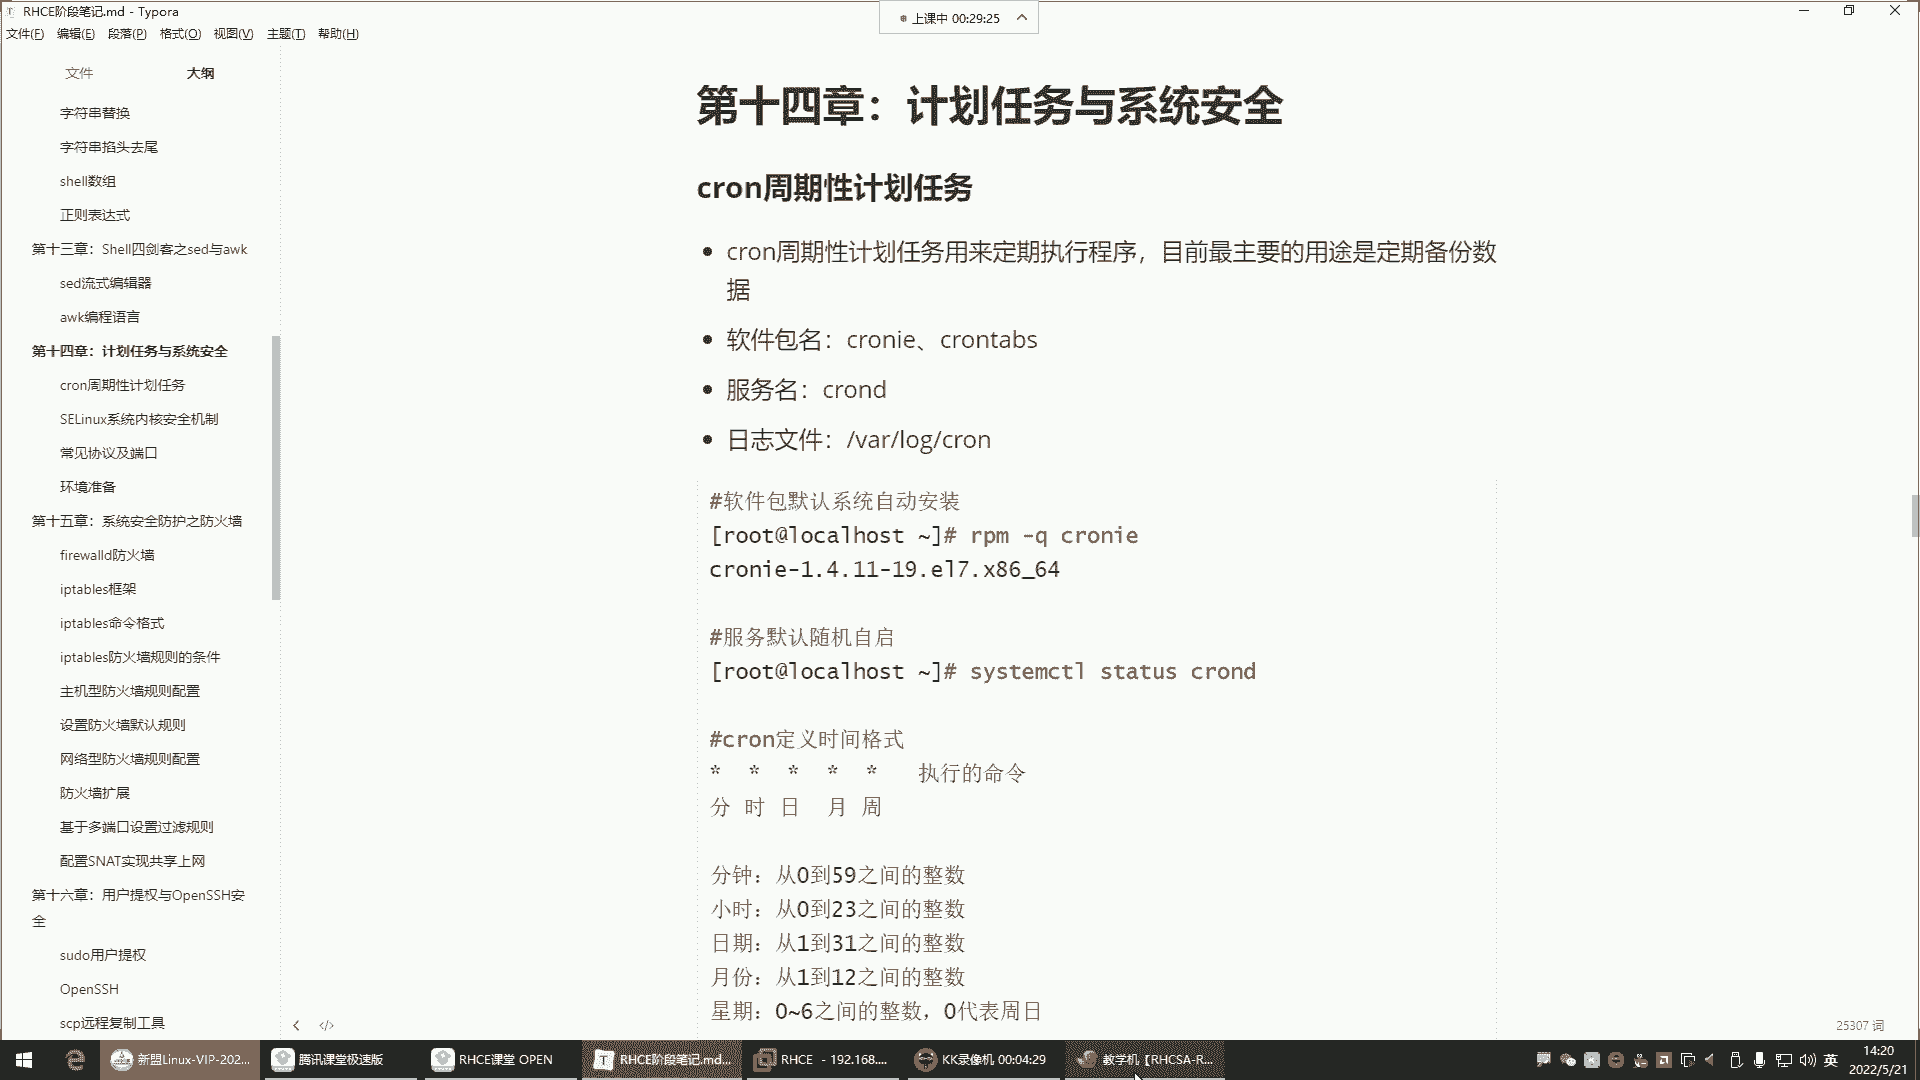 RHCE阶段笔记.md - Typora
上课中 00:29:25
文件(F) 编辑(E) 段落(P) 格式(O) 视图(V) 主题(T) 帮助(H)
文件 大纲
字符串替换
字符串掐头去尾
shell数组
正则表达式
第十三章：Shell四剑客之sed与awk
sed流式编辑器
awk编程语言
第十四章：计划任务与系统安全
cron周期性计划任务
SELinux系统内核安全机制
常见协议及端口
环境准备
第十五章：系统安全防护之防火墙
firewalld防火墙
iptables框架
iptables命令格式
iptables防火墙规则的条件
主机型防火墙规则配置
设置防火墙默认规则
网络型防火墙规则配置
防火墙扩展
基于多端口设置过滤规则
配置SNAT实现共享上网
第十六章：用户提权与OpenSSH安
全
sudo用户提权
OpenSSH
scp远程复制工具
第十四章：计划任务与系统安全
cron周期性计划任务
cron周期性计划任务用来定期执行程序，目前最主要的用途是定期备份数
据
软件包名：cronie、crontabs
服务名：crond
日志文件：/var/log/cron
#软件包默认系统自动安装
[root@localhost ~]# rpm -q cronie
cronie-1.4.11-19.el7.x86_64
#服务默认随机自启
[root@localhost ~]# systemctl status crond
#cron定义时间格式
* * * * * 执行的命令
分 时 日 月 周
分钟：从0到59之间的整数
小时：从0到23之间的整数
日期：从1到31之间的整数
月份：从1到12之间的整数
星期：0~6之间的整数，0代表周日
25307 词
新盟Linux-VIP-202... 腾讯课堂极速版 RHCE课堂 OPEN RHCE阶段笔记.md... RHCE - 192.168.... KK录像机 00:04:29 教学机【RHCSA-R... 英 14:20
2022/5/21